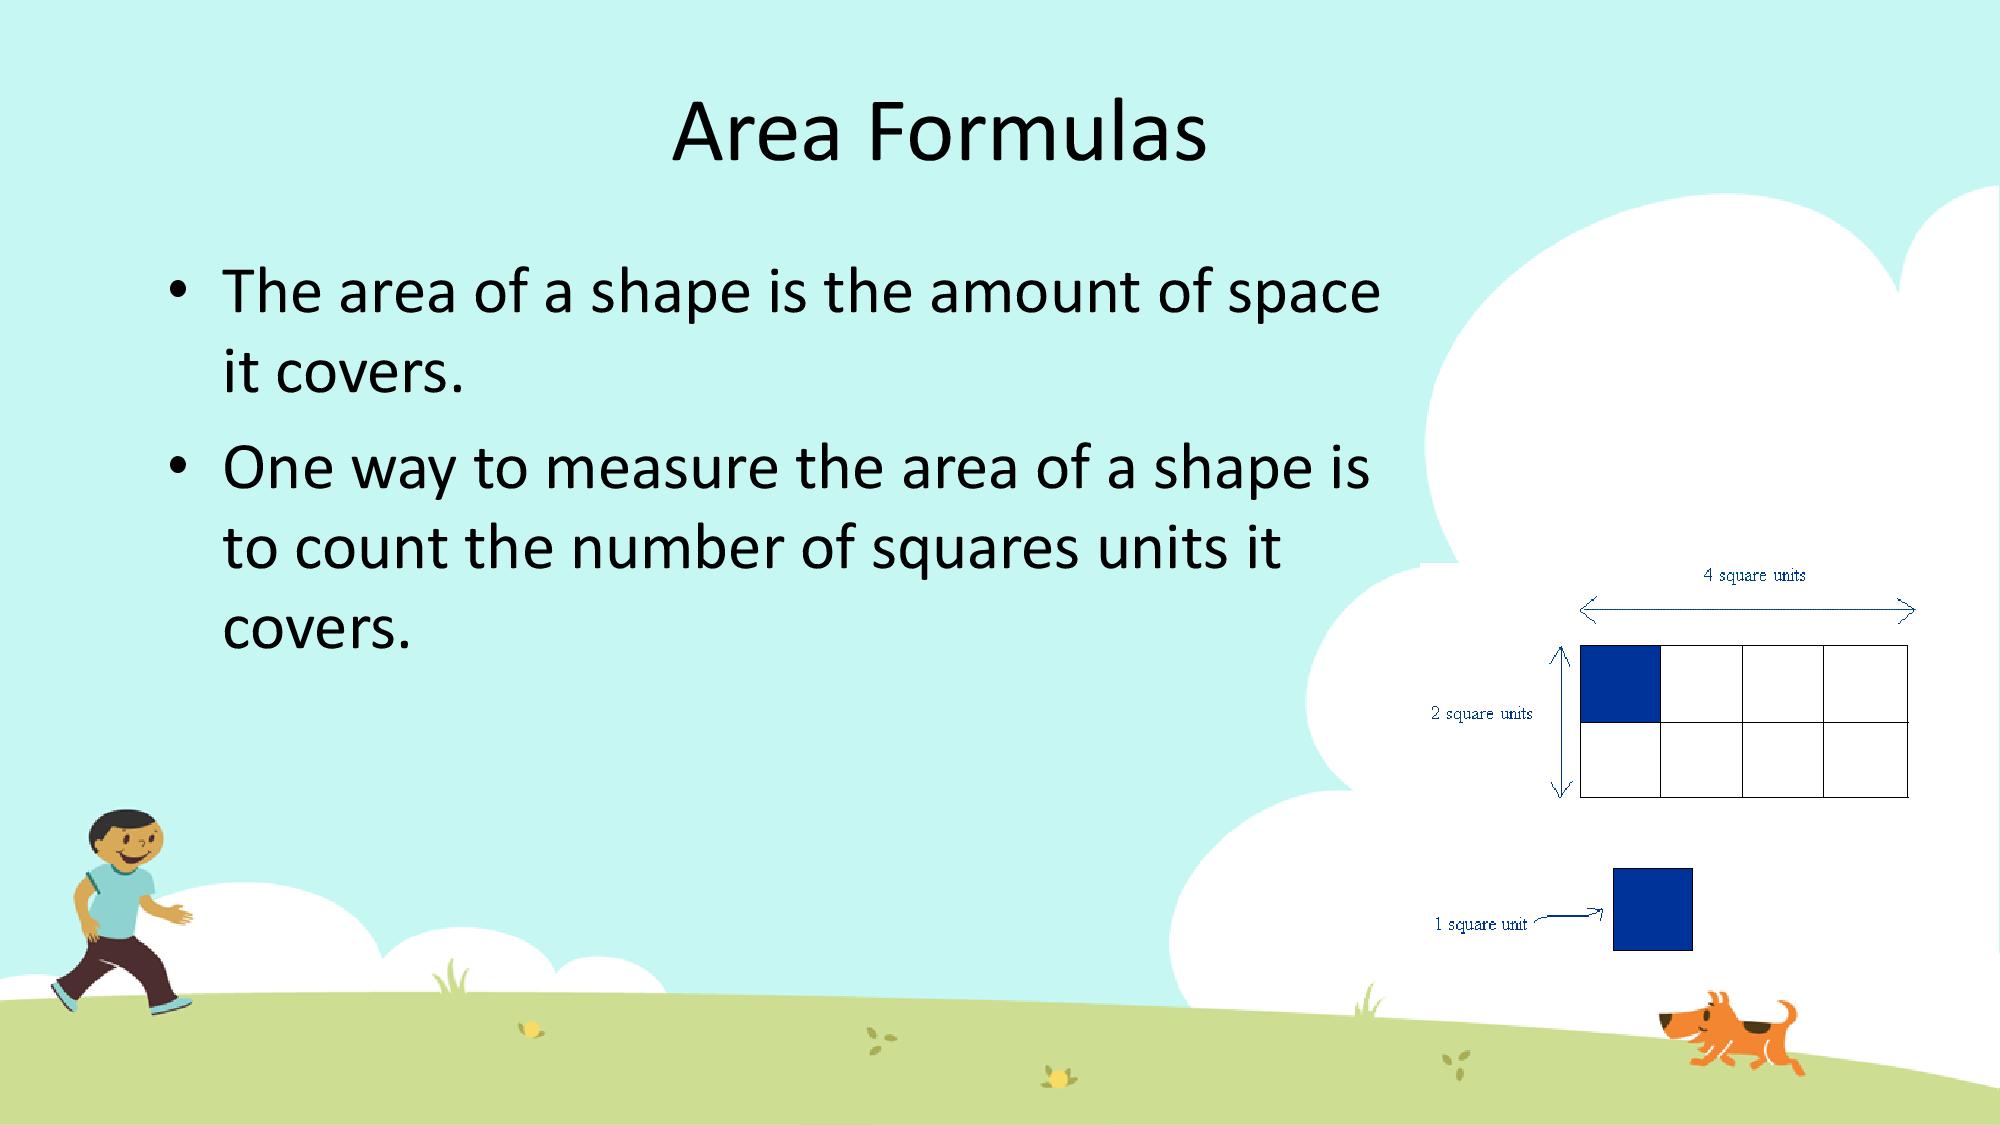 Area Formulas
• The area of a shape is the amount of space
it covers.
• One way to measure the area of a shape is
to count the number of squares units it
covers.
4 square units
2 square units
1 square unit